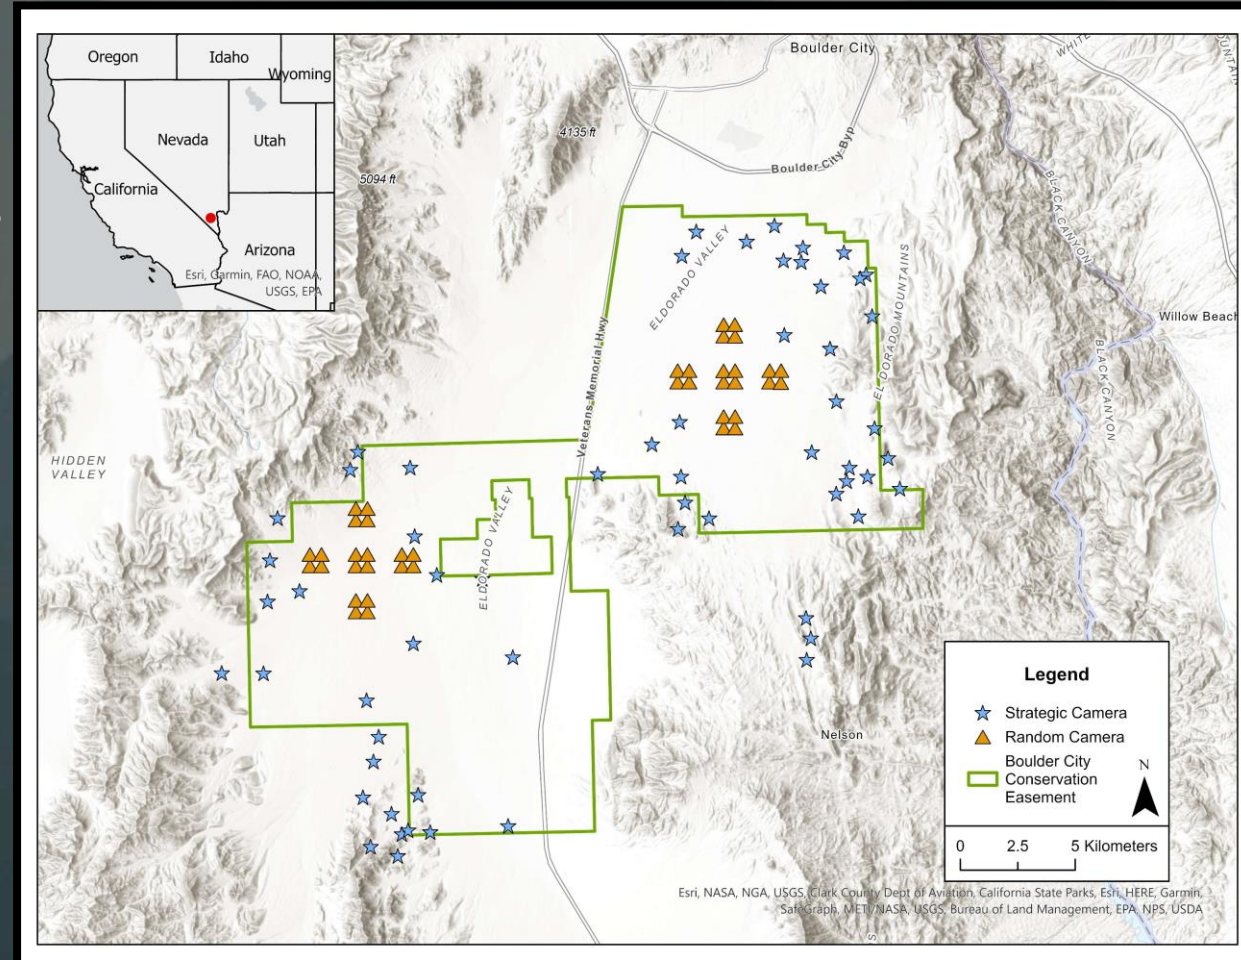 Oregon
Idaho
Wyoming
Nevada
Utah
California
Arizona
Esri, Garmin, FAO, NOAA,
USGS, EPA
Boulder City
WHITE
4135 ft
5094 ft
Boulder City Byp
BLACK CANYON
ELDORADO VALLEY
EL DORADO MOUNTAINS
Willow Beach
BLACK CANYON
Veterans Memorial Hwy
HIDDEN
VALLEY
ELDORADO VALLEY
Nelson
Legend
Strategic Camera
Random Camera
Boulder City
Conservation
Easement
N
0 2.5 5 Kilometers
Esri, NASA, NGA, USGS, Clark County Dept of Aviation, California State Parks, Esri, HERE, Garmin,
SafeGraph, METI/NASA, USGS, Bureau of Land Management, EPA, NPS, USDA